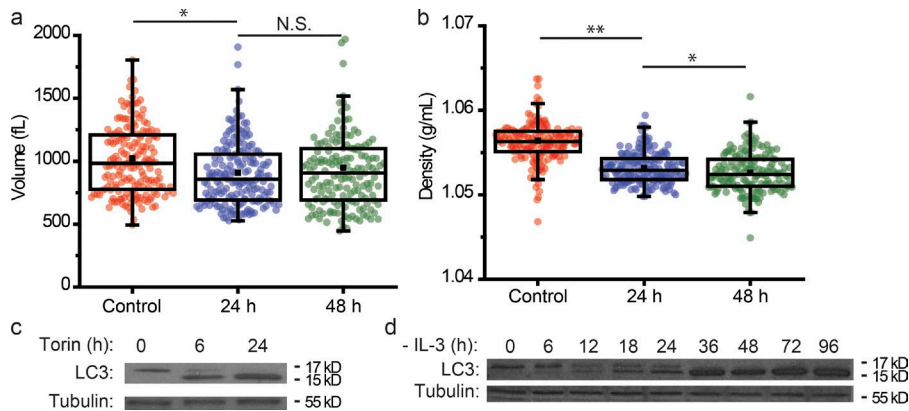 a
*
N.S.
2000
1500
1000
500
0
Volume (fL)
Control 24 h 48 h
b
**
*
1.07
1.06
1.05
1.04
Density (g/mL)
Control 24 h 48 h
c
Torin (h): 0 6 24
LC3: - 17 kD
- 15 kD
Tubulin: - 55 kD
d
- IL-3 (h): 0 6 12 18 24 36 48 72 96
LC3: - 17 kD
- 15 kD
Tubulin: - 55 kD